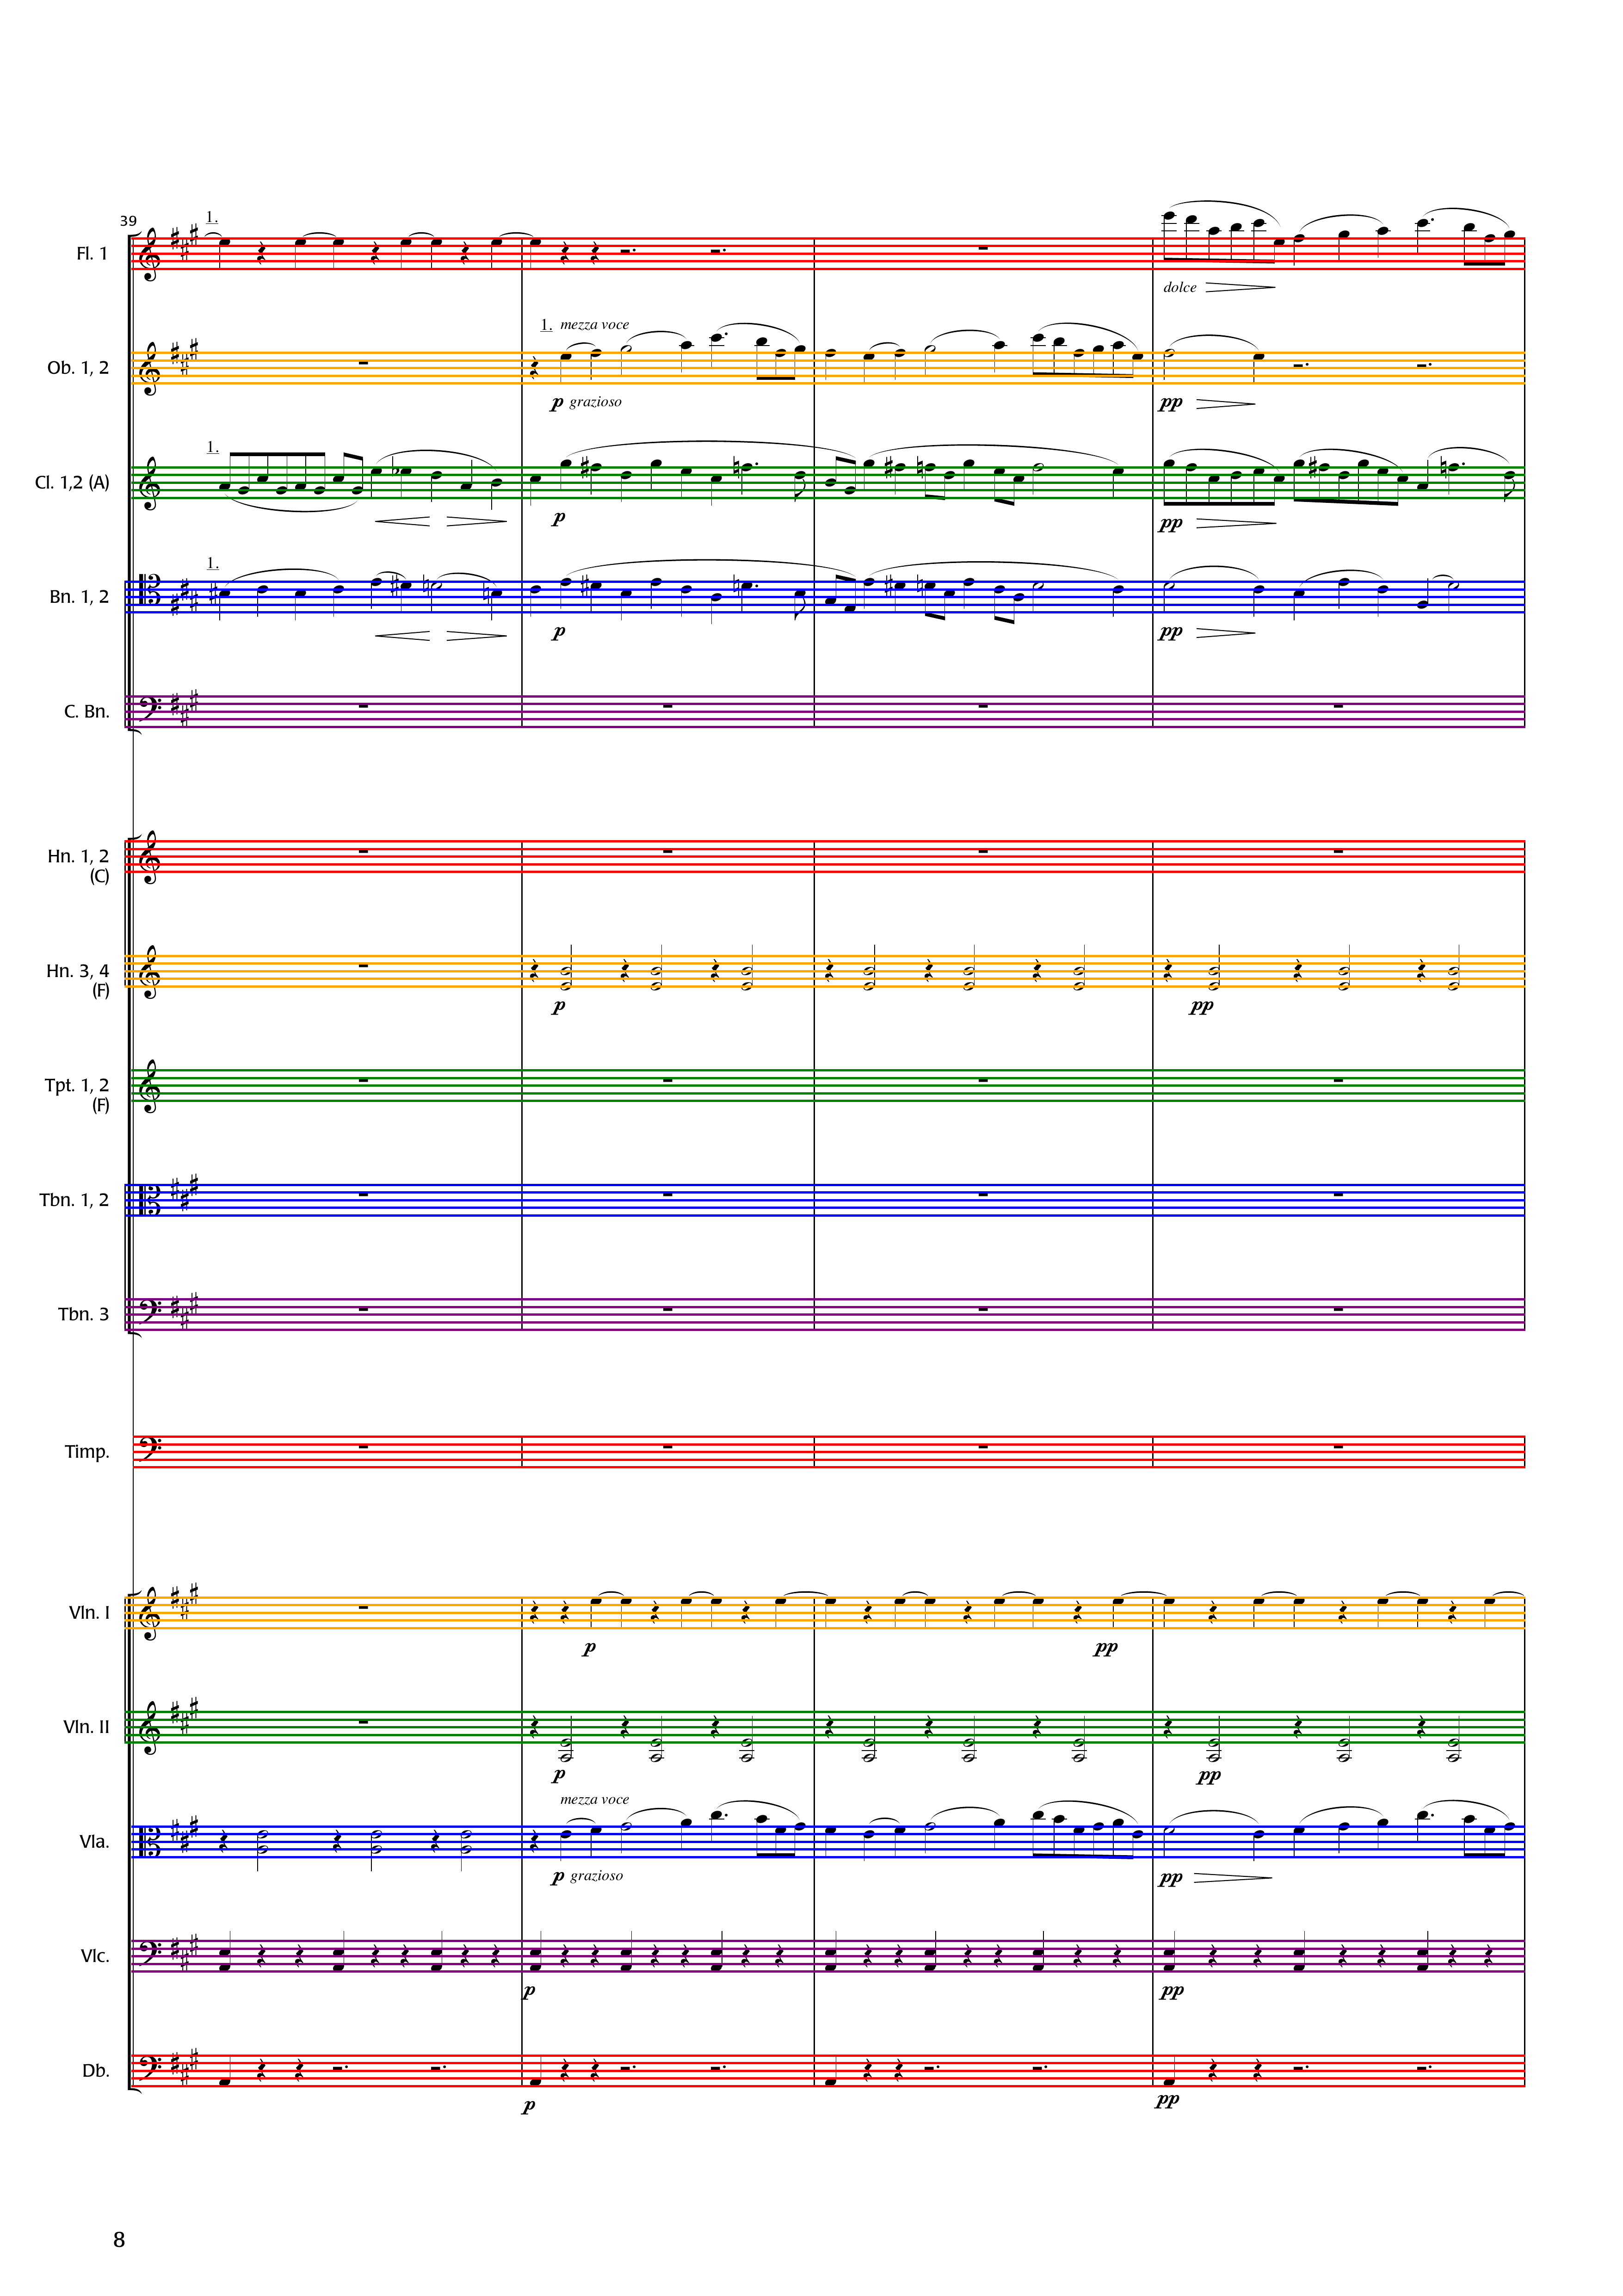 39
1.
Fl. 1
dolce
1. mezza voce
Ob. 1, 2
p grazioso
pp
1.
Cl. 1,2 (A)
p
pp
1.
Bn. 1, 2
p
pp
C. Bn.
Hn. 1, 2
(C)
Hn. 3, 4
(F)
p
pp
Tpt. 1, 2
(F)
Tbn. 1, 2
Tbn. 3
Timp.
Vln. I
p
pp
Vln. II
p
pp
mezza voce
Vla.
p grazioso
pp
Vlc.
p
pp
Db.
p
pp
8